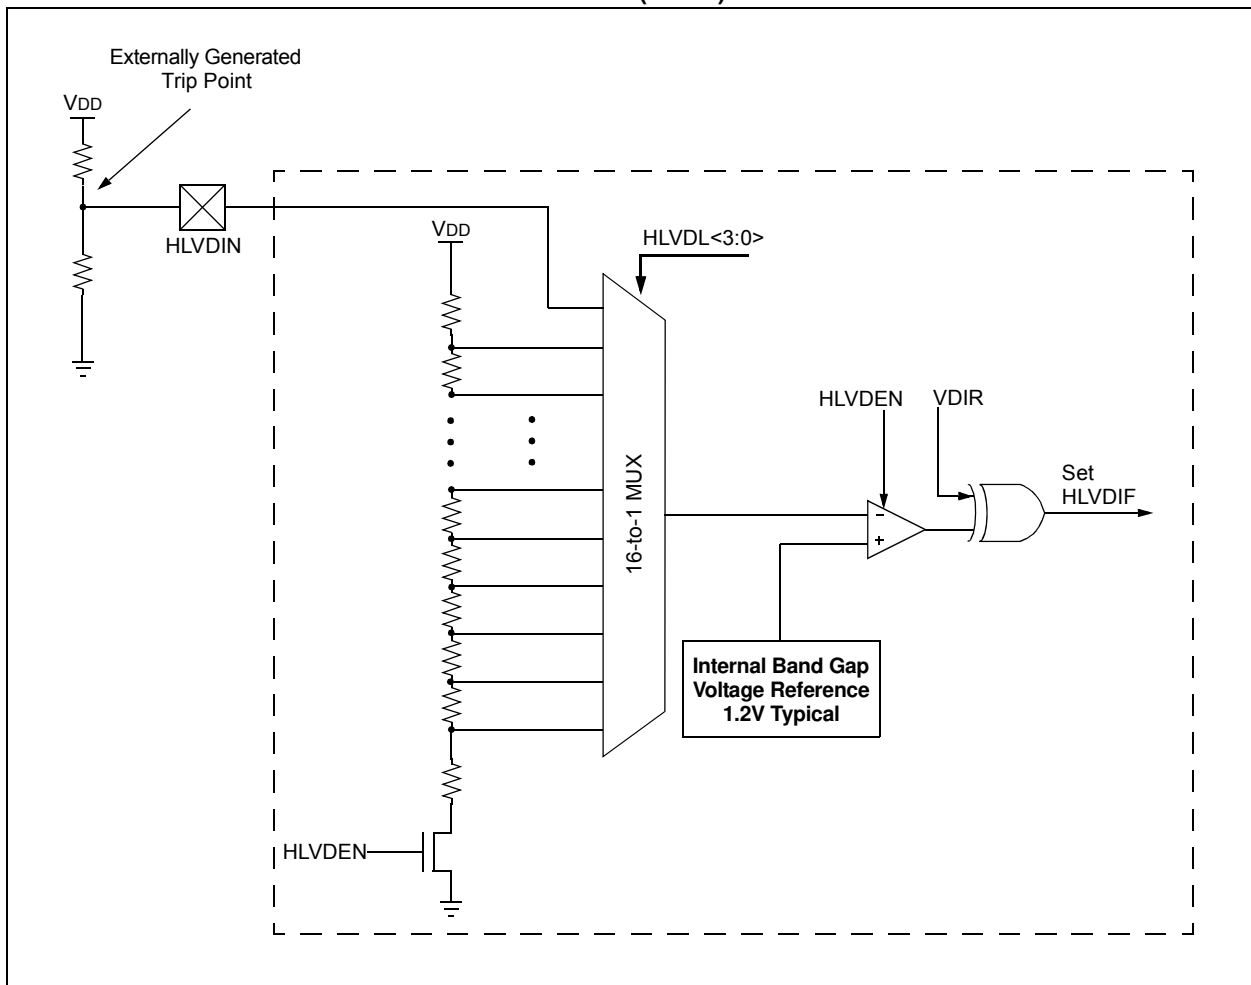 Externally Generated
Trip Point
VDD
HLVDIN
VDD
HLVDL<3:0>
16-to-1 MUX
HLVDEN
VDIR
-
+
Set
HLVDIF
Internal Band Gap
Voltage Reference
1.2V Typical
HLVDEN